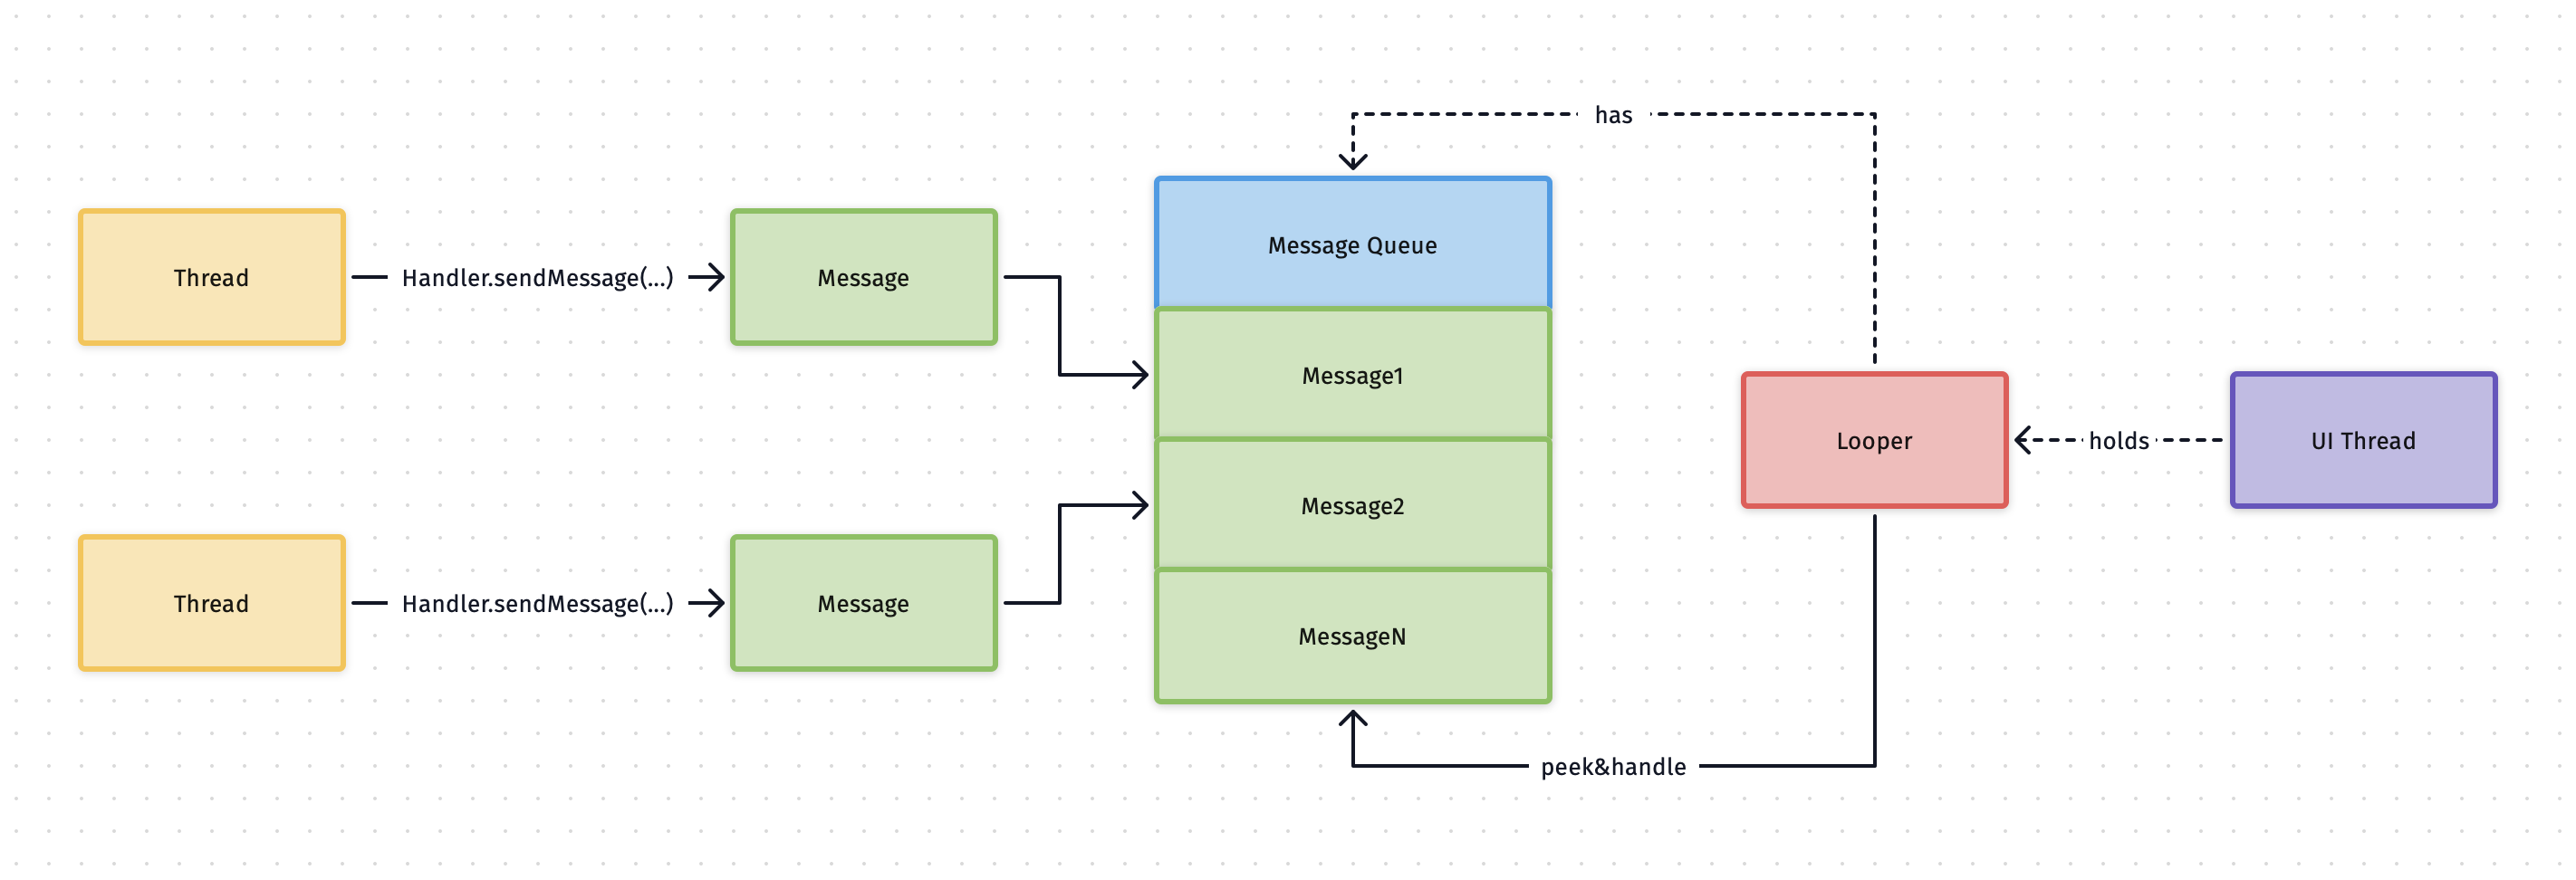 has
Message Queue
Thread
Handler.sendMessage(...)
Message
Message1
Looper
holds
UI Thread
Message2
Thread
Handler.sendMessage(...)
Message
MessageN
peek&handle